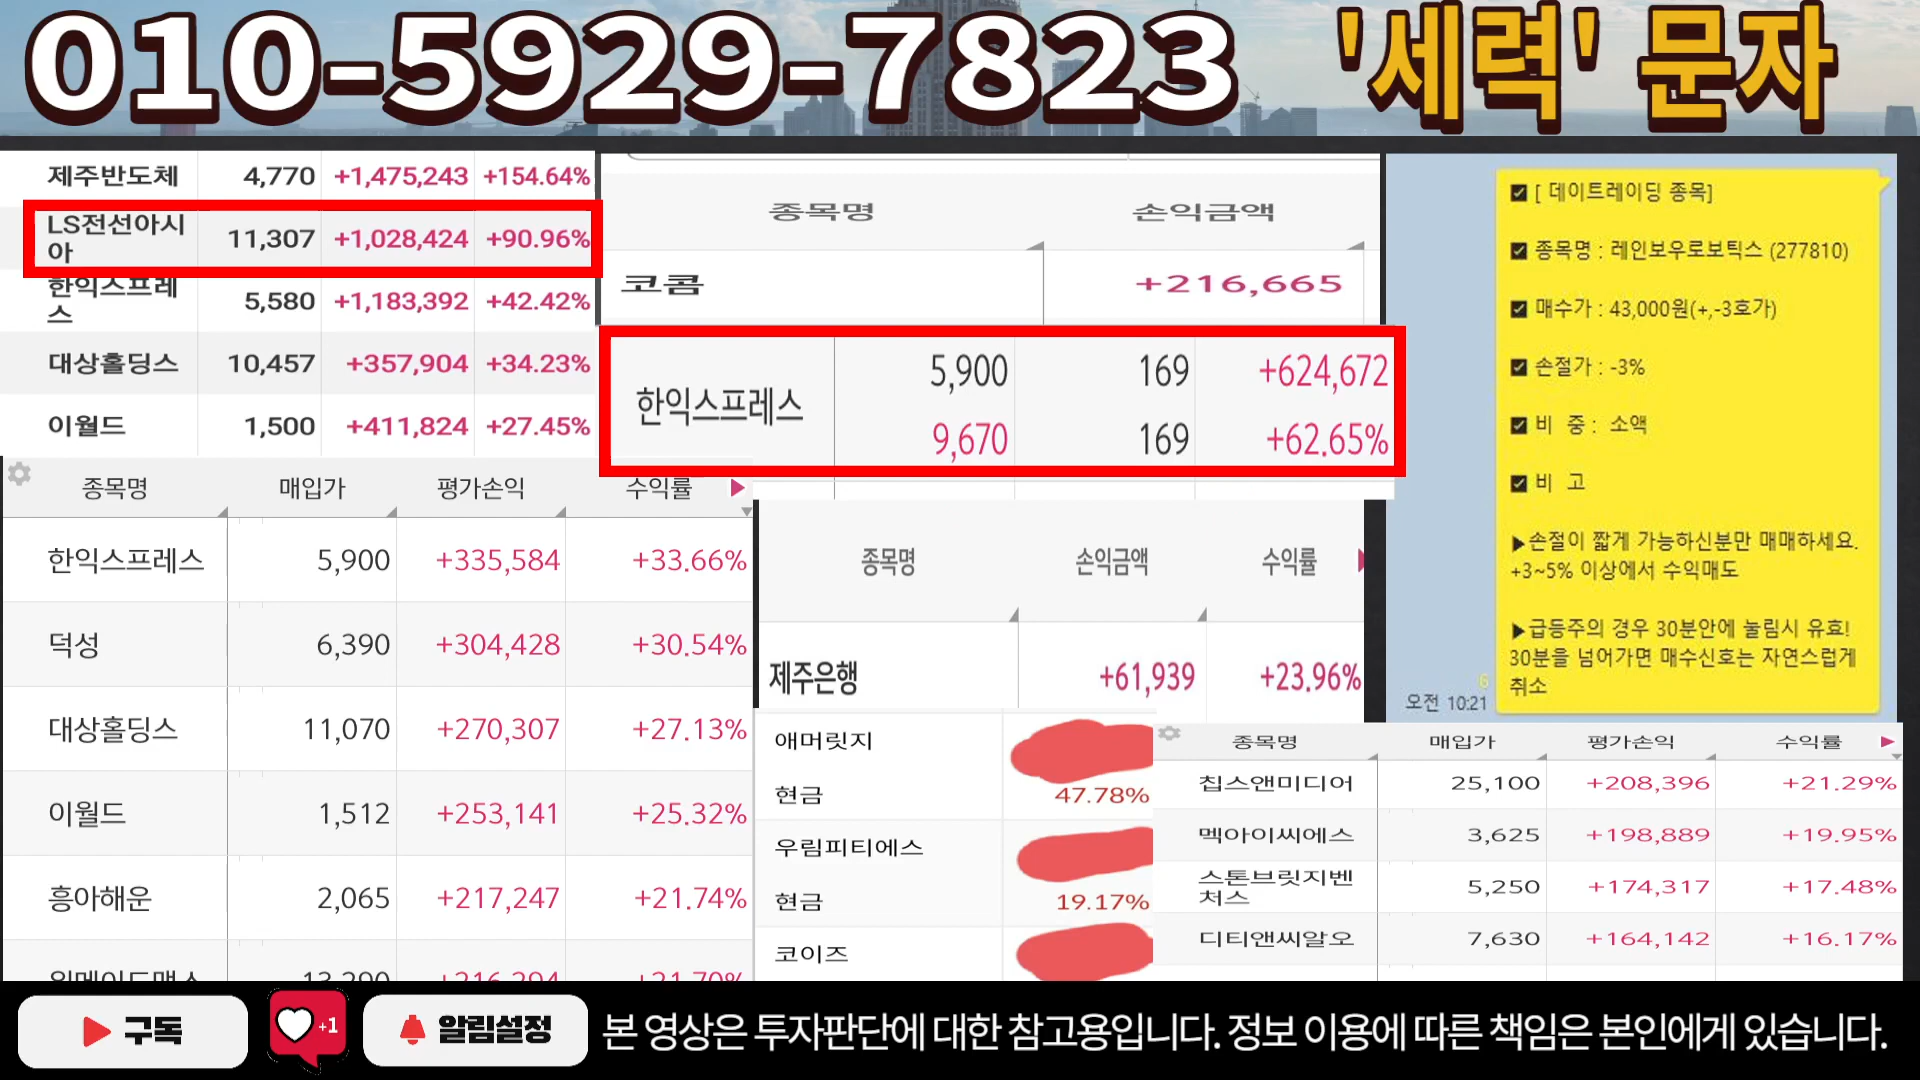 010-5929-7823 '세력' 문자
제주반도체 4,770 +1,475,243 +154.64%
LS전선아시
아 11,307 +1,028,424 +90.96%
한익스프레
스 5,580 +1,183,392 +42.42%
대상홀딩스 10,457 +357,904 +34.23%
이월드 1,500 +411,824 +27.45%
종목명 손익금액
코콤 +216,665
한익스프레스 5,900 169 +624,672
9,670 169 +62.65%
[ 데이트레이딩 종목]
종목명 : 레인보우로보틱스 (277810)
매수가 : 43,000원(+,-3호가)
손절가 : -3%
비 중 : 소액
비 고
▶손절이 짧게 가능하신분만 매매하세요.
+3~5% 이상에서 수익매도
▶급등주의 경우 30분안에 눌림시 유효!
30분을 넘어가면 매수신호는 자연스럽게
취소
6
오전 10:21
종목명 매입가 평가손익 수익률
한익스프레스 5,900 +335,584 +33.66%
덕성 6,390 +304,428 +30.54%
대상홀딩스 11,070 +270,307 +27.13%
이월드 1,512 +253,141 +25.32%
흥아해운 2,065 +217,247 +21.74%
종목명 손익금액 수익률
제주은행 +61,939 +23.96%
애머릿지
현금 47.78%
우림피티에스
현금 19.17%
코이즈
종목명 매입가 평가손익 수익률
칩스앤미디어 25,100 +208,396 +21.29%
멕아이씨에스 3,625 +198,889 +19.95%
스톤브릿지벤
처스 5,250 +174,317 +17.48%
디티앤씨알오 7,630 +164,142 +16.17%
구독 +1 알림설정 본 영상은 투자판단에 대한 참고용입니다. 정보 이용에 따른 책임은 본인에게 있습니다.